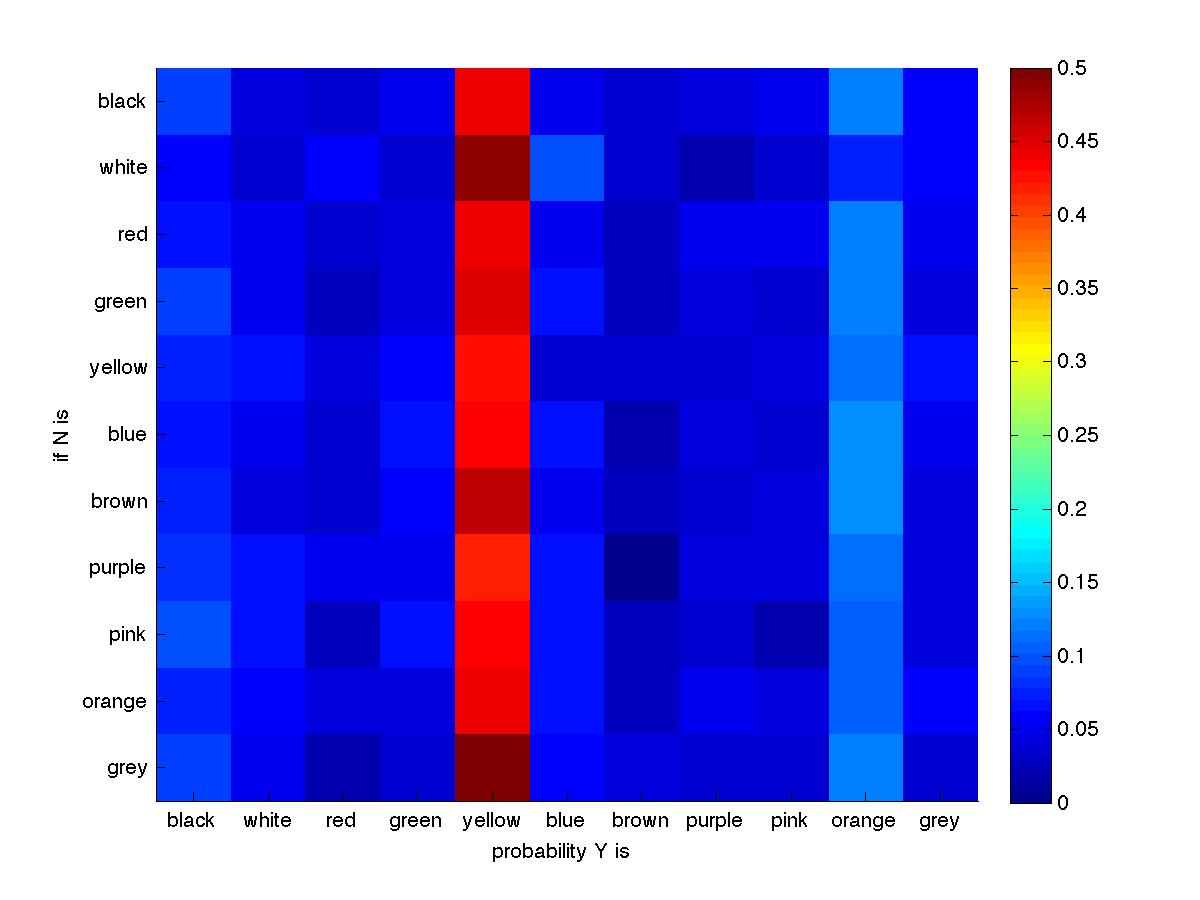 black
white
red
green
yellow
blue
brown
purple
pink
orange
grey
if N is
black white red green yellow blue brown purple pink orange grey
probability Y is
0.5
0.45
0.4
0.35
0.3
0.25
0.2
0.15
0.1
0.05
0